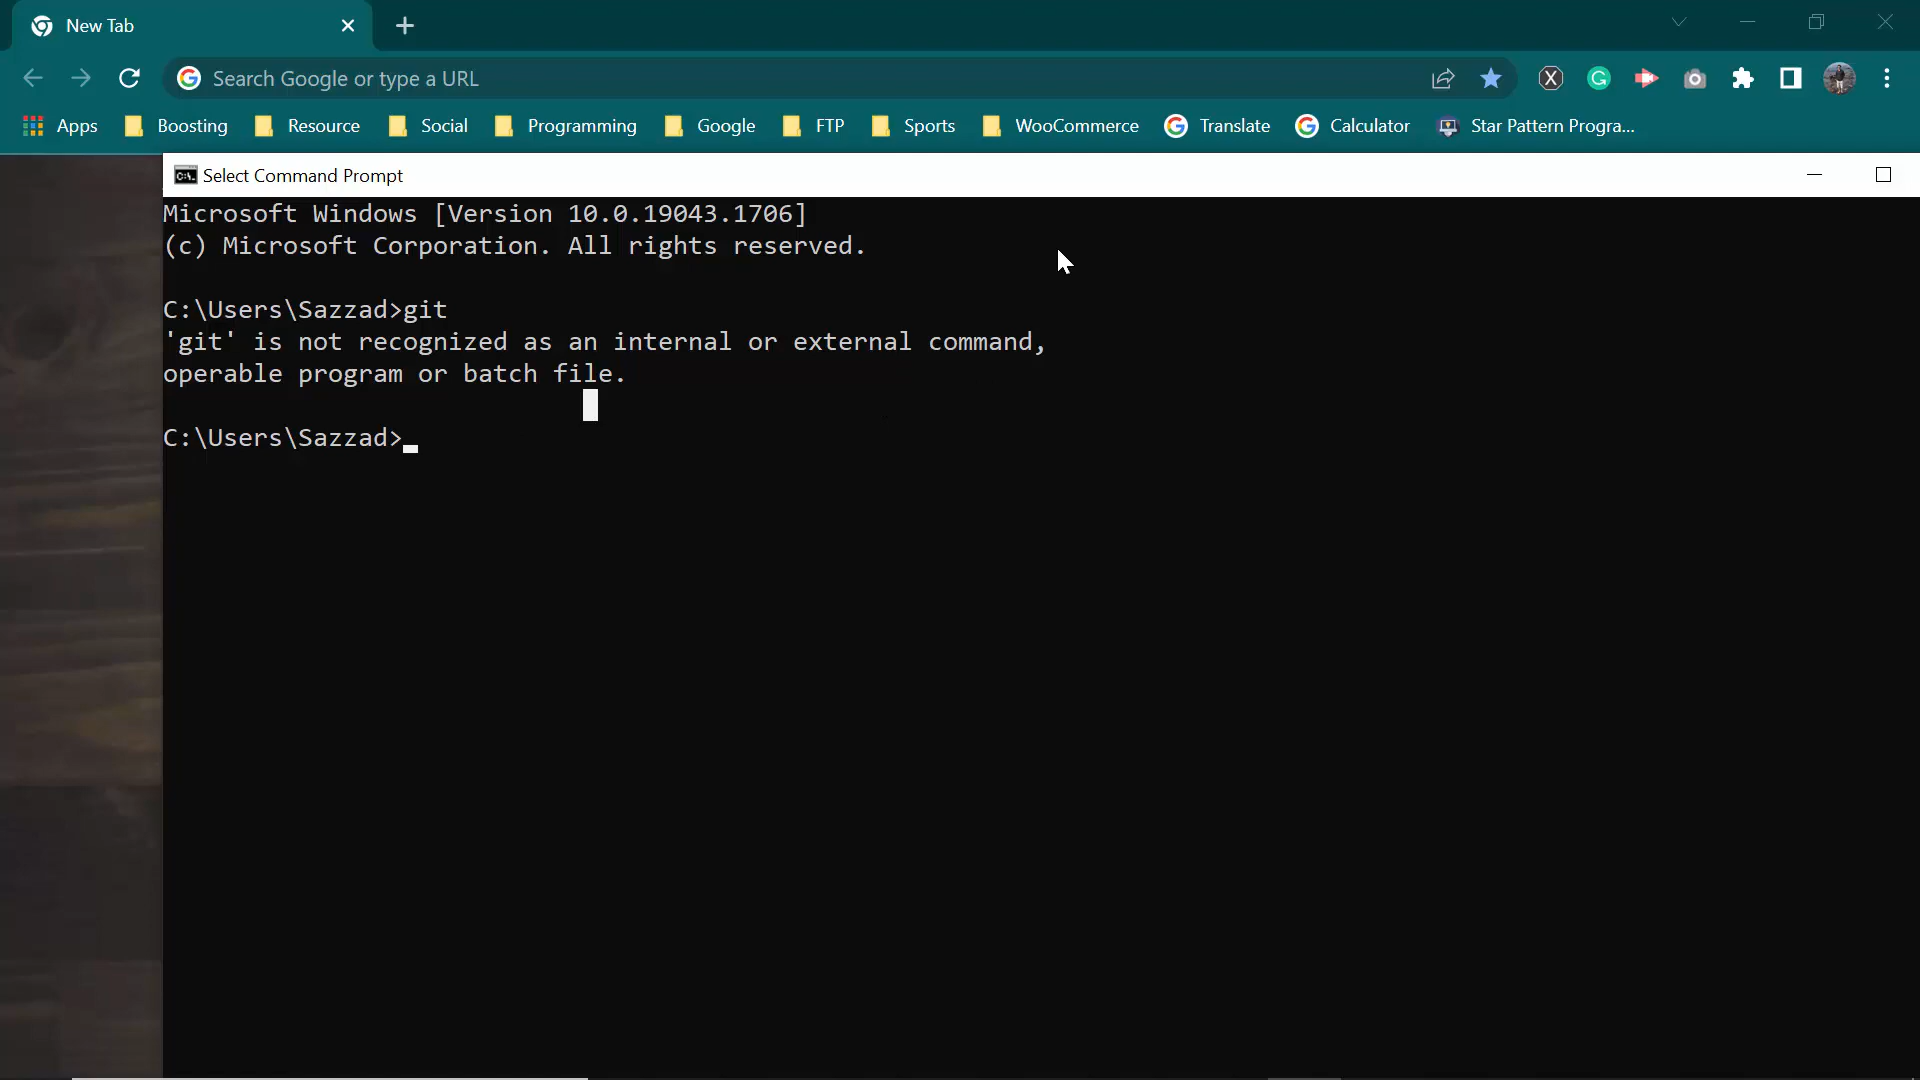 New Tab
Search Google or type a URL
Apps Boosting Resource Social Programming Google FTP Sports WooCommerce Translate Calculator Star Pattern Progra...
Select Command Prompt
Microsoft Windows [Version 10.0.19043.1706]
(c) Microsoft Corporation. All rights reserved.
C:\Users\Sazzad>git
'git' is not recognized as an internal or external command,
operable program or batch file.
C:\Users\Sazzad>